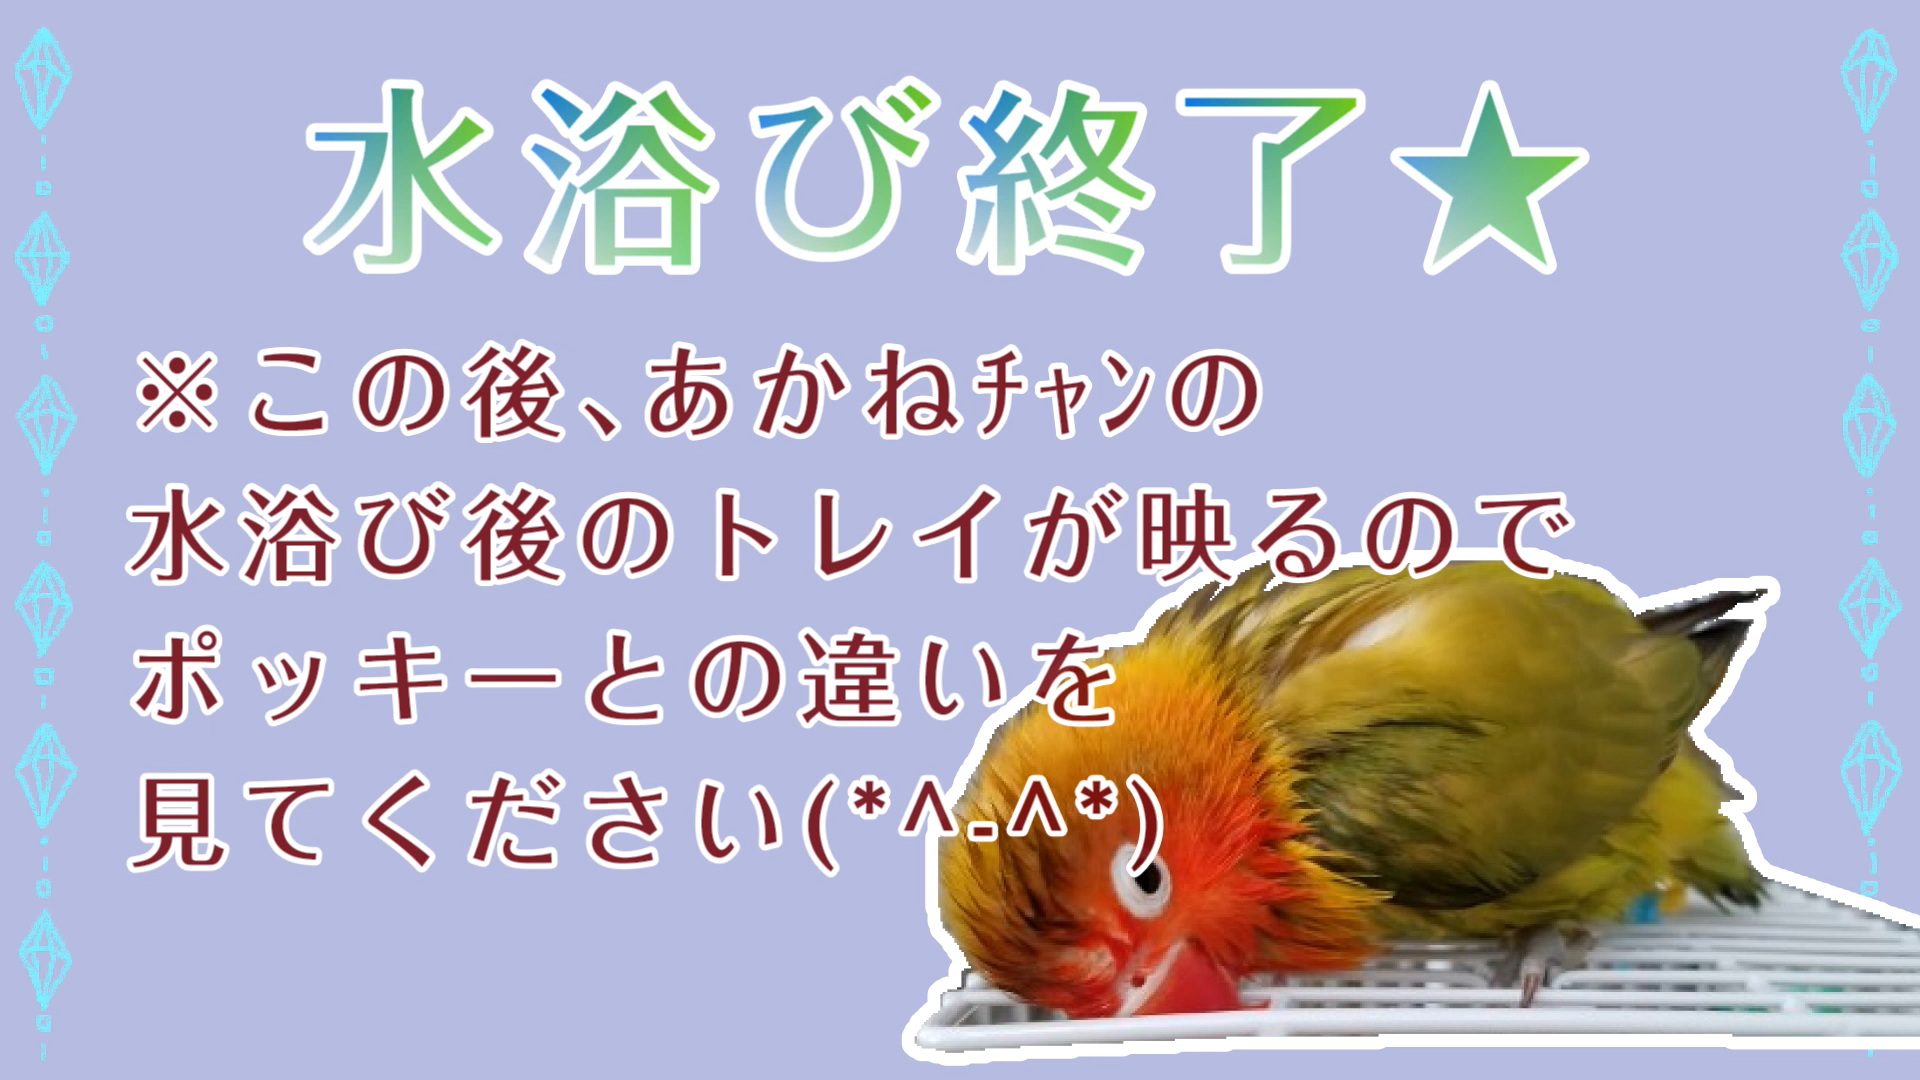 水浴び終了★
※この後、あかねﾁｬﾝの
水浴び後のトレイが映るので
ポッキーとの違いを
見てください(*^-^*)